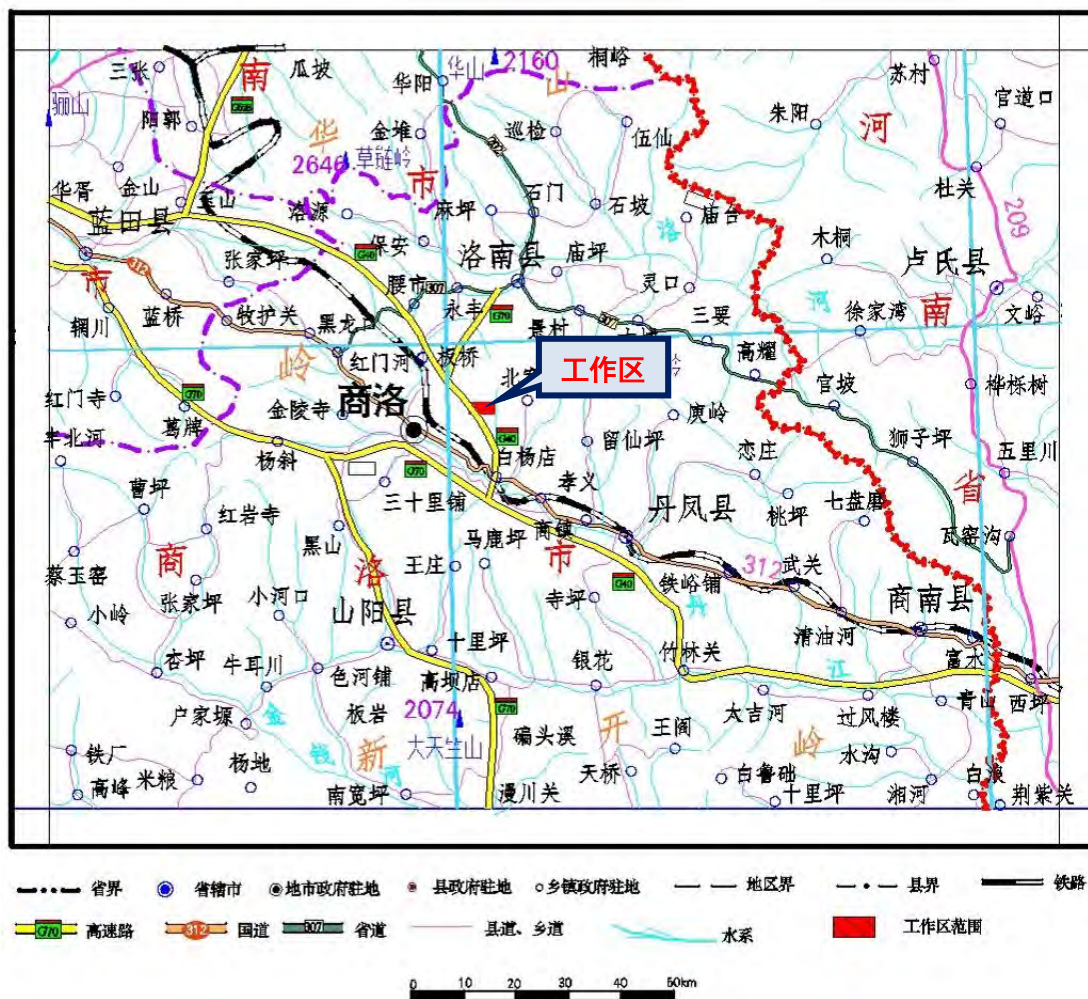 三张
南
瓜坡
华阳
华山
2160
山
桐峪
苏村
官道口
骊山
阳郭
华
金堆
巡检
伍仙
朱阳
河
2646
草链岭
市
石门
杜关
华胥
金山
洛源
麻坪
石坡
庙台
209
蓝田县
G40
保安
洛南县
庙坪
洛
木桐
卢氏县
312
张家坪
腰市
307
永丰
灵口
河
南
市
辋川
蓝桥
牧护关
黑龙
G70
景村
三要
徐家湾
文峪
岭
红门河
板桥
工作区
高耀
官坡
桦栎树
红门寺
G70
葛牌
金陵寺
商洛
庾岭
羊北河
杨斜
G40
白杨店
留仙坪
恋庄
狮子坪
五里川
曹坪
G70
三十里铺
孝义
丹凤县
桃坪
七盘磨
省
红岩寺
黑山
马鹿坪
商镇
瓦窑沟
商
洛
王庄
市
312
武关
蔡玉窑
张家坪
小河口
寺坪
G40
铁峪铺
商南县
小岭
山阳县
丹
清油河
杏坪
牛耳川
色河铺
十里坪
银花
竹林关
江
富水
高坝店
户家塬
金
板岩
2074
G70
开
王阎
太吉河
过风楼
青山
西坪
铁厂
杨地
钱
新
大天竺山
碥头溪
岭
水沟
高峰
米粮
河
南宽坪
漫川关
天桥
白鲁础
十里坪
湘河
白浪
荆紫关
省界
省辖市
地市政府驻地
县政府驻地
乡镇政府驻地
地区界
县界
铁路
G70
高速路
312
国道
307
省道
县道、乡道
水系
工作区范围
0 10 20 30 40 50km